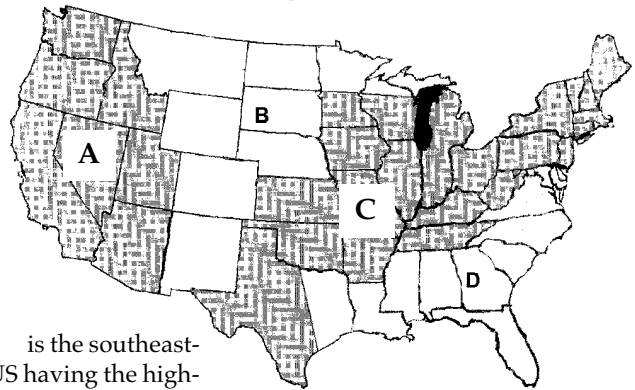 B
A
C
D
is the southeast-
US having the high-